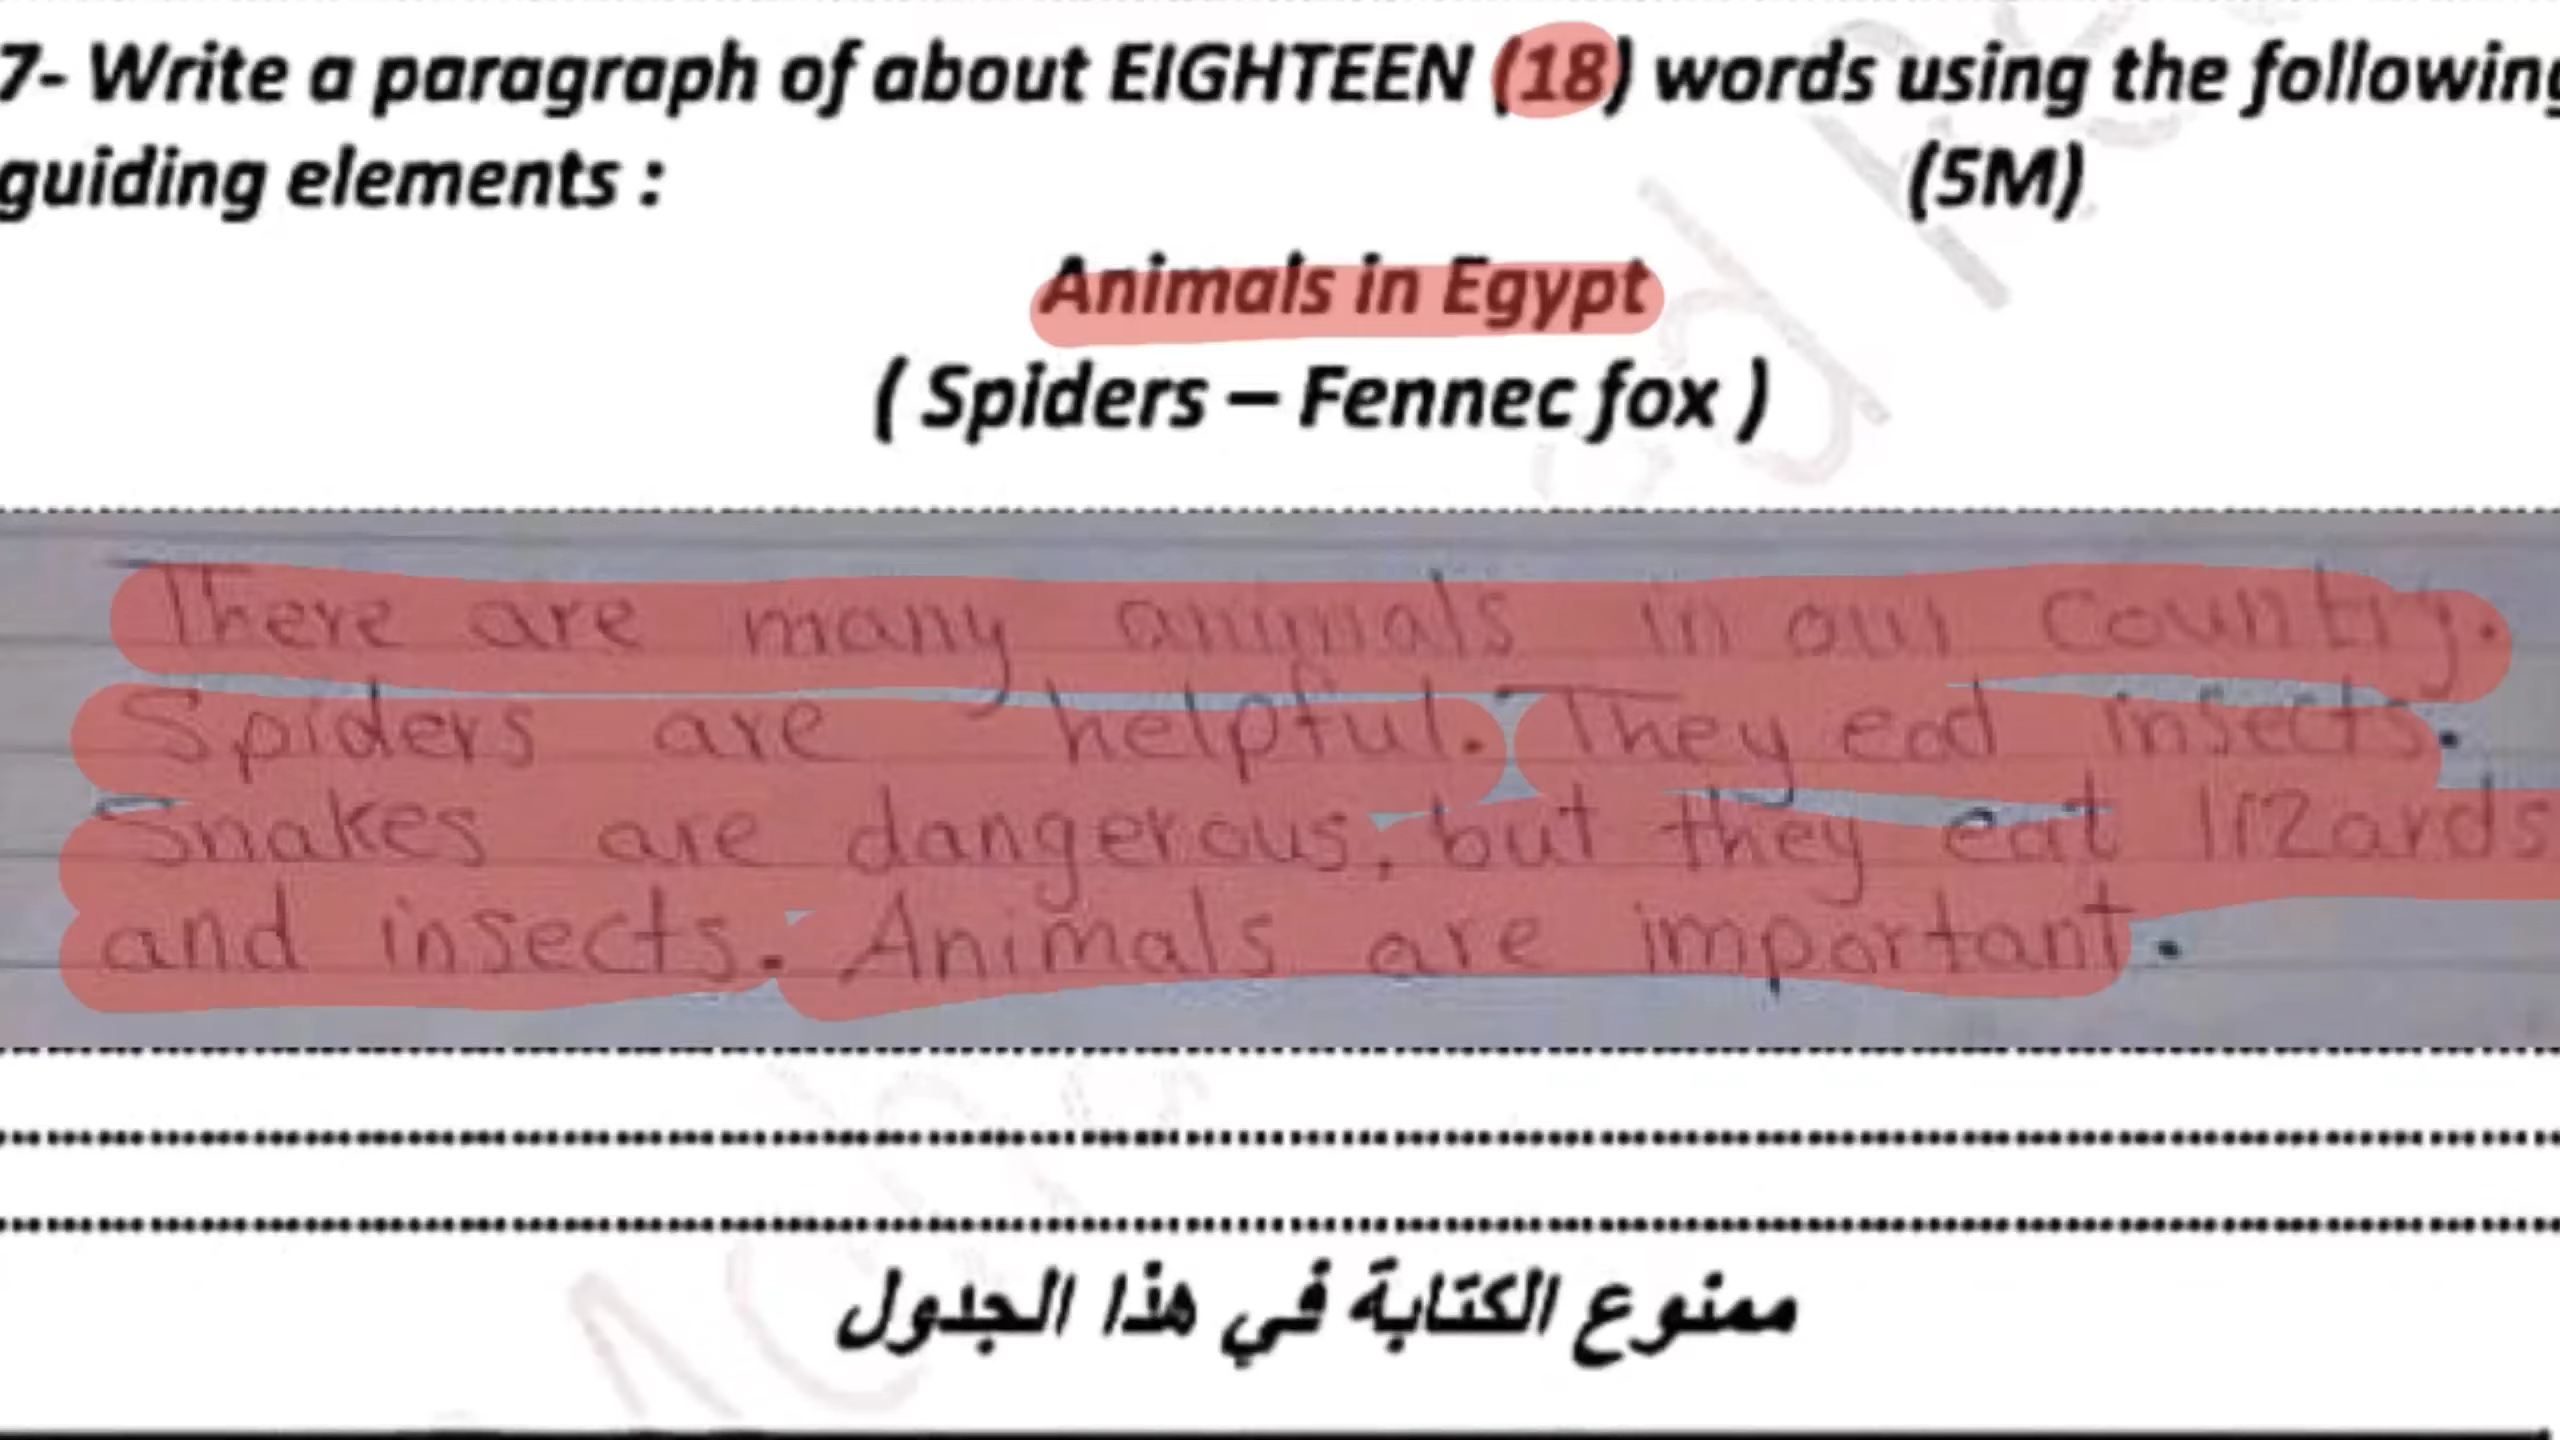 7- Write a paragraph of about EIGHTEEN (18) words using the following
guiding elements :
(5M)
Animals in Egypt
( Spiders – Fennec fox )
There are many animals in our country.
Spiders are helpful. They ead insects.
Snakes are dangerous, but they eat lizards
and insects. Animals are important.
ممنوع الكتابة في هذا الجدول